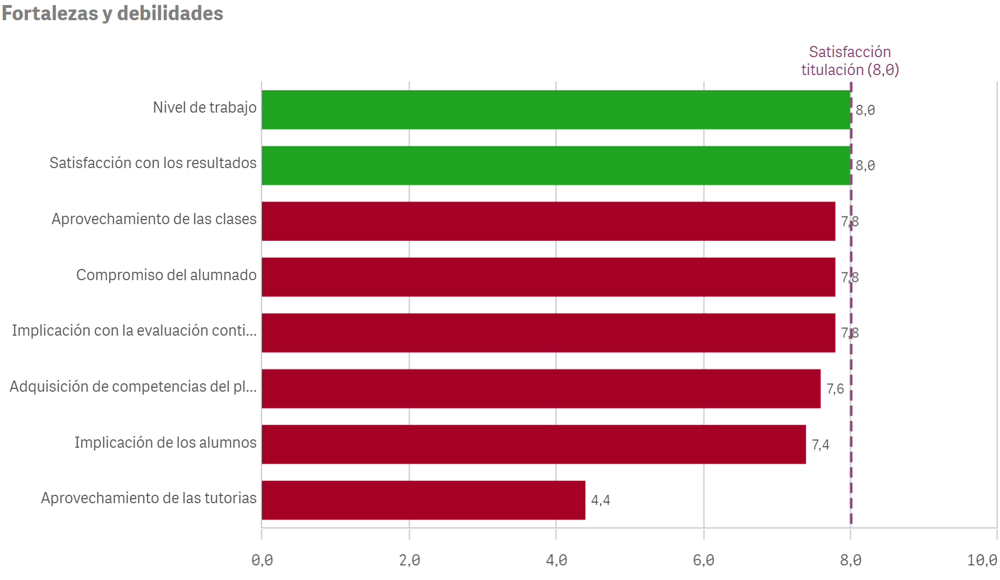 Fortalezas y debilidades
Satisfacción
titulación (8,0)
Nivel de trabajo
8,0
Satisfacción con los resultados
8,0
Aprovechamiento de las clases
7,8
Compromiso del alumnado
7,8
Implicación con la evaluación conti...
7,8
Adquisición de competencias del pl...
7,6
Implicación de los alumnos
7,4
Aprovechamiento de las tutorias
4,4
0,0 2,0 4,0 6,0 8,0 10,0